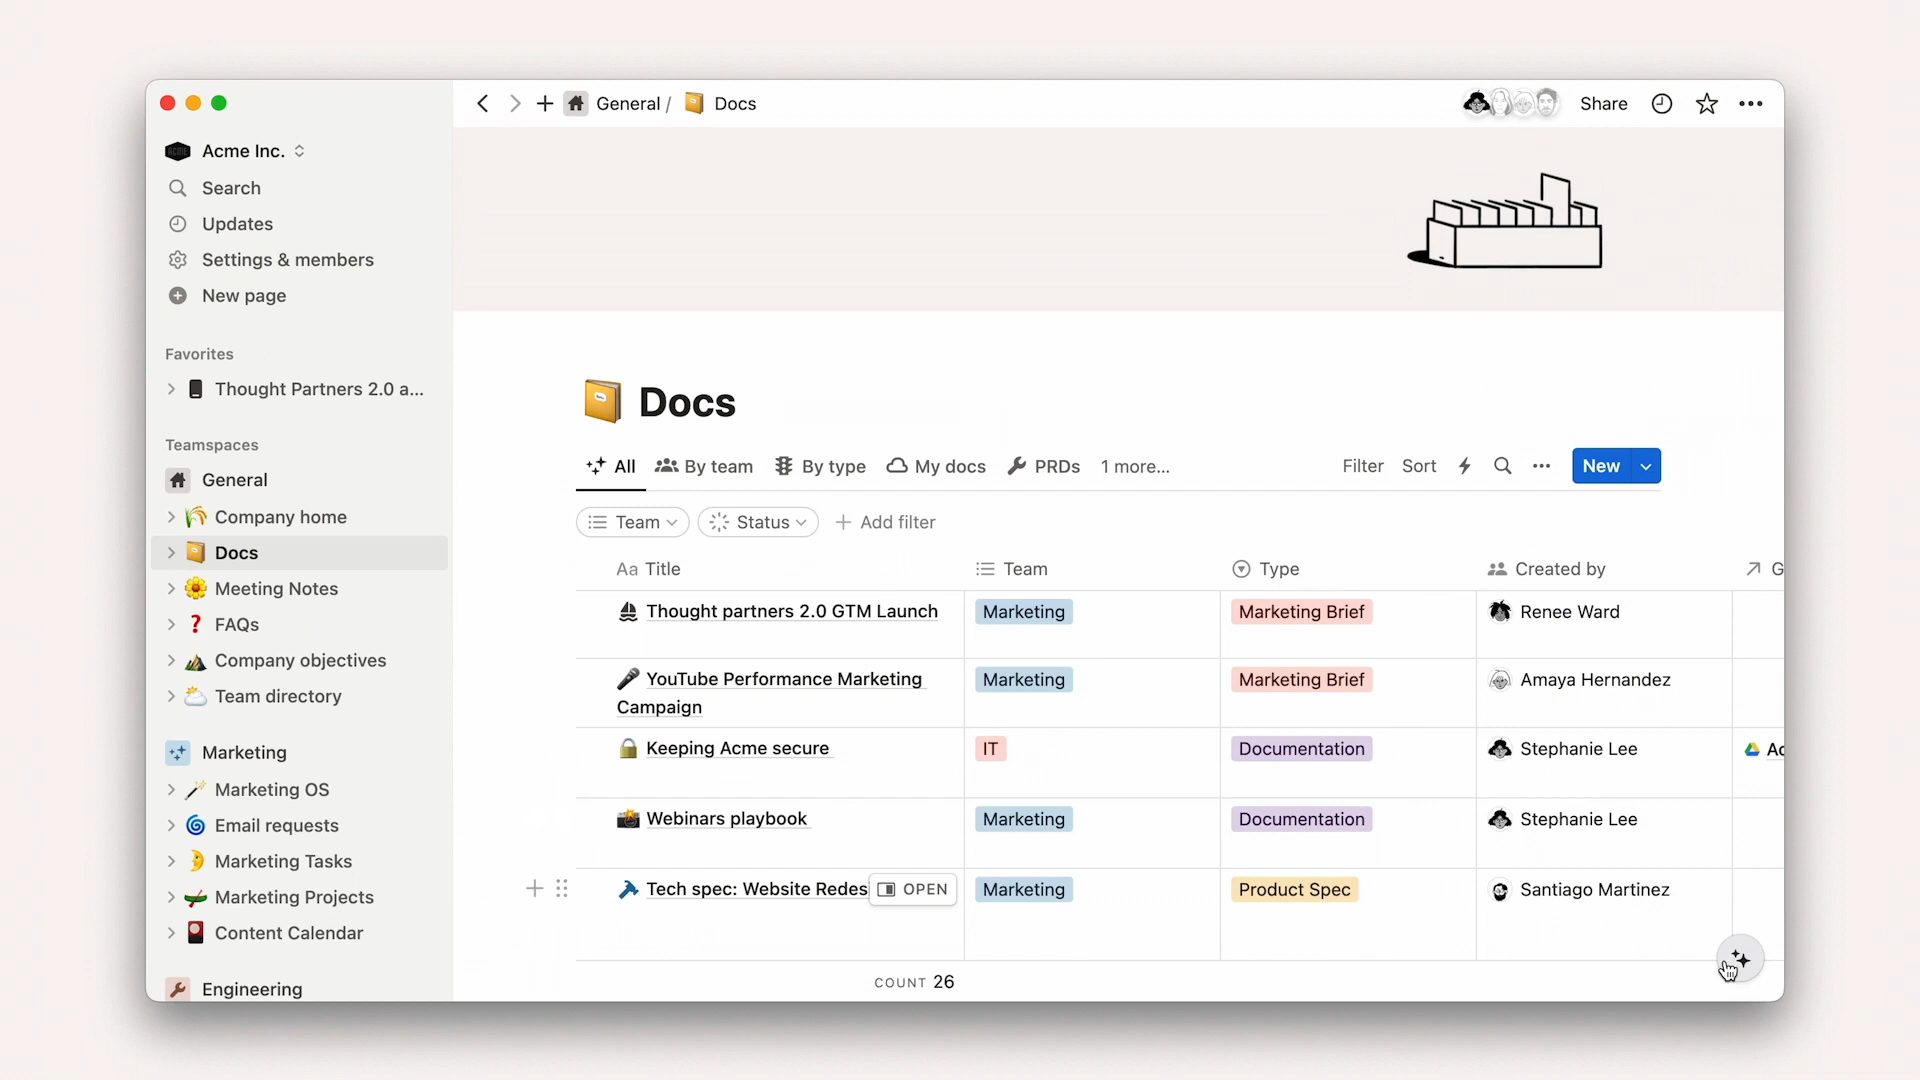 General / Docs
Share
Acme Inc.
Search
Updates
Settings & members
New page
Favorites
Thought Partners 2.0 a...
Teamspaces
General
Company home
Docs
Meeting Notes
FAQs
Company objectives
Team directory
Marketing
Marketing OS
Email requests
Marketing Tasks
Marketing Projects
Content Calendar
Engineering
Docs
All By team By type My docs PRDs 1 more... Filter Sort New
Team Status Add filter
Aa Title Team Type Created by G
Thought partners 2.0 GTM Launch Marketing Marketing Brief Renee Ward
YouTube Performance Marketing Marketing Marketing Brief Amaya Hernandez
Campaign
Keeping Acme secure IT Documentation Stephanie Lee Ac
Webinars playbook Marketing Documentation Stephanie Lee
Tech spec: Website Redes OPEN Marketing Product Spec Santiago Martinez
COUNT 26